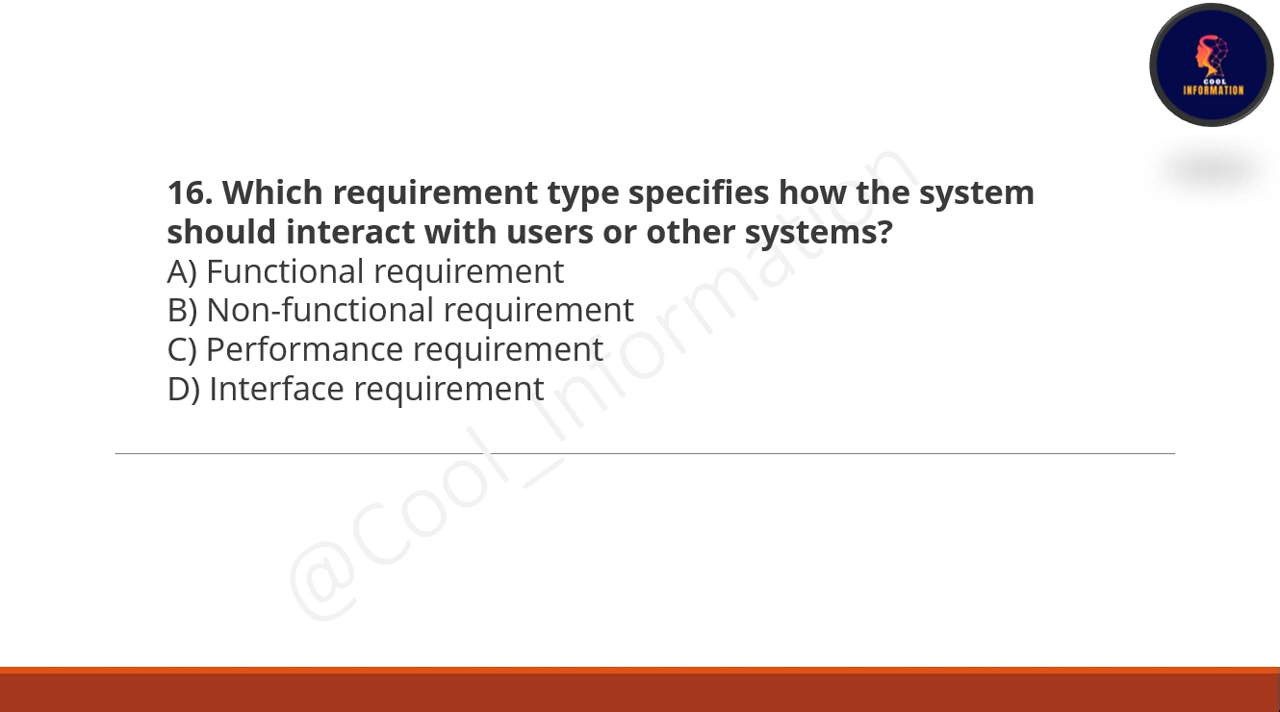 COOL
INFORMATION
16. Which requirement type specifies how the system
should interact with users or other systems?
A) Functional requirement
B) Non-functional requirement
C) Performance requirement
D) Interface requirement
@Cool_Information